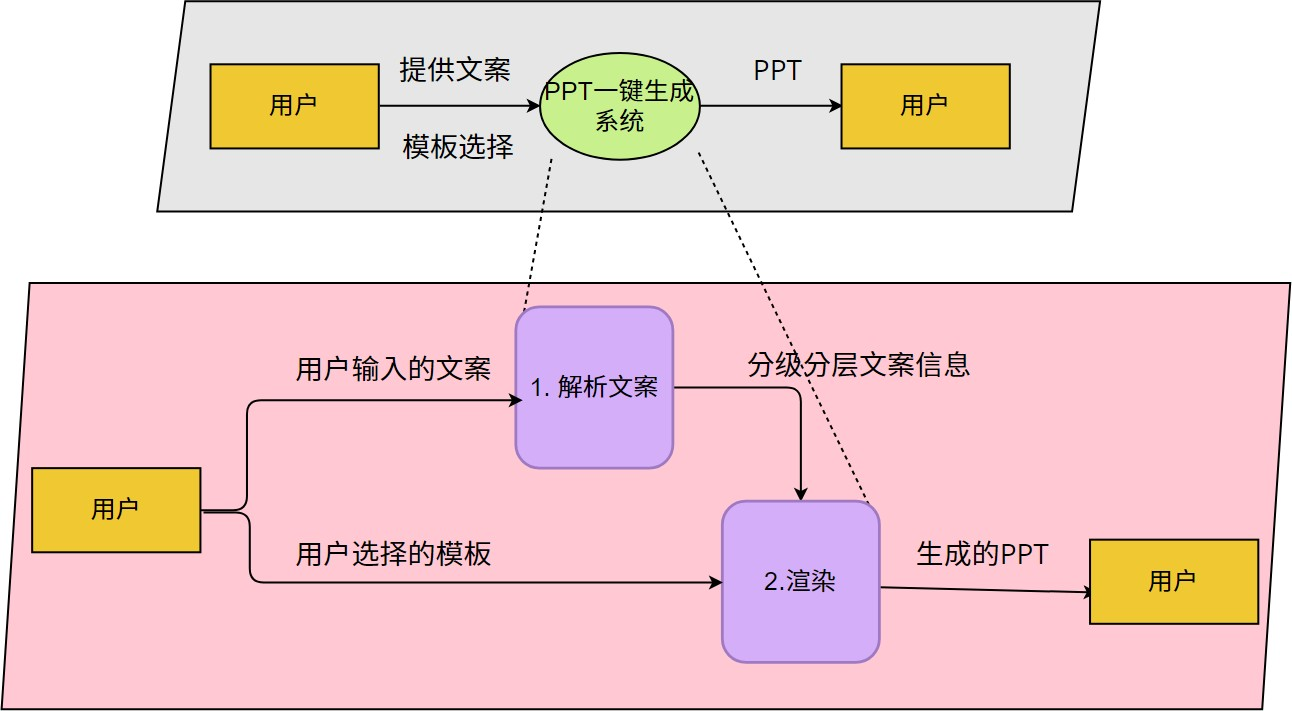 提供文案
PPT
用户
PPT一键生成
系统
用户
模板选择
用户输入的文案
分级分层文案信息
1. 解析文案
用户
用户选择的模板
生成的PPT
2.渲染
用户